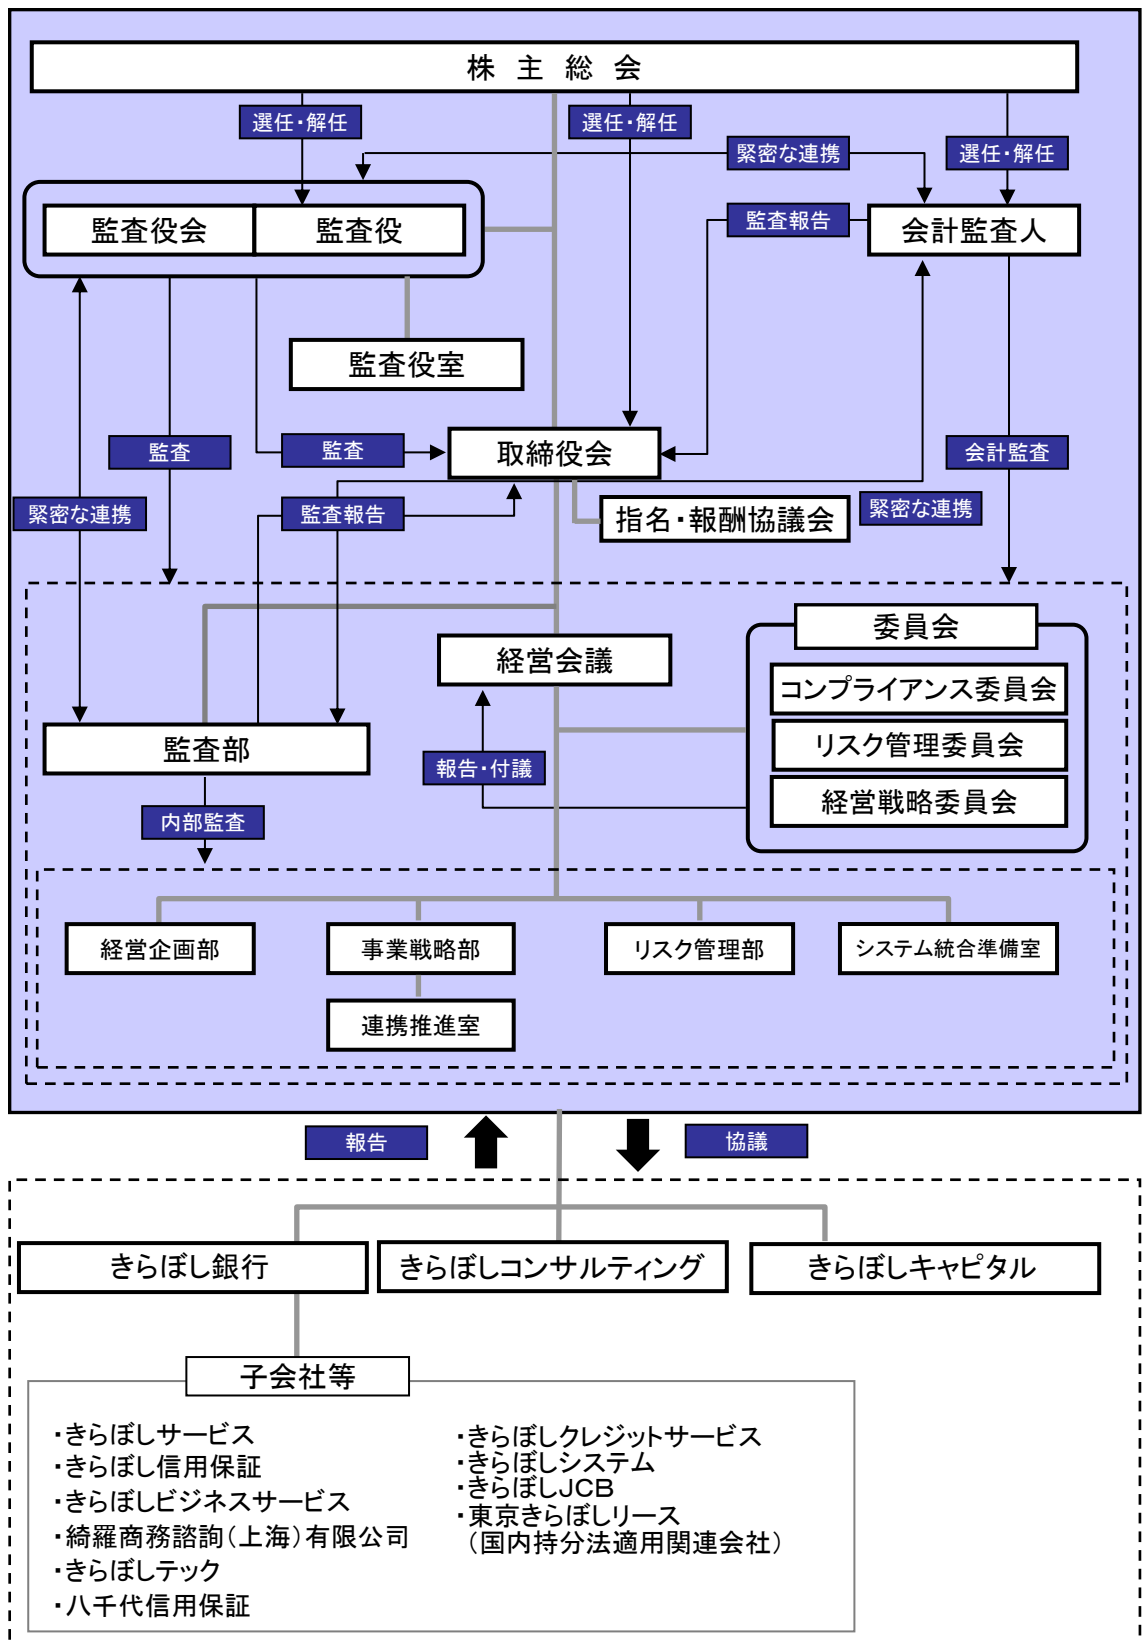 株 主 総 会
選任・解任
選任・解任
緊密な連携
選任・解任
監査役会
監査役
監査報告
会計監査人
監査役室
監査
監査
取締役会
会計監査
緊密な連携
監査報告
指名・報酬協議会
緊密な連携
委員会
経営会議
コンプライアンス委員会
リスク管理委員会
経営戦略委員会
監査部
報告・付議
内部監査
経営企画部
事業戦略部
リスク管理部
システム統合準備室
連携推進室
報告
協議
きらぼし銀行
きらぼしコンサルティング
きらぼしキャピタル
子会社等
・きらぼしサービス
・きらぼし信用保証
・きらぼしビジネスサービス
・綺羅商務諮詢（上海）有限公司
・きらぼしテック
・八千代信用保証
・きらぼしクレジットサービス
・きらぼしシステム
・きらぼしJCB
・東京きらぼしリース
（国内持分法適用関連会社）